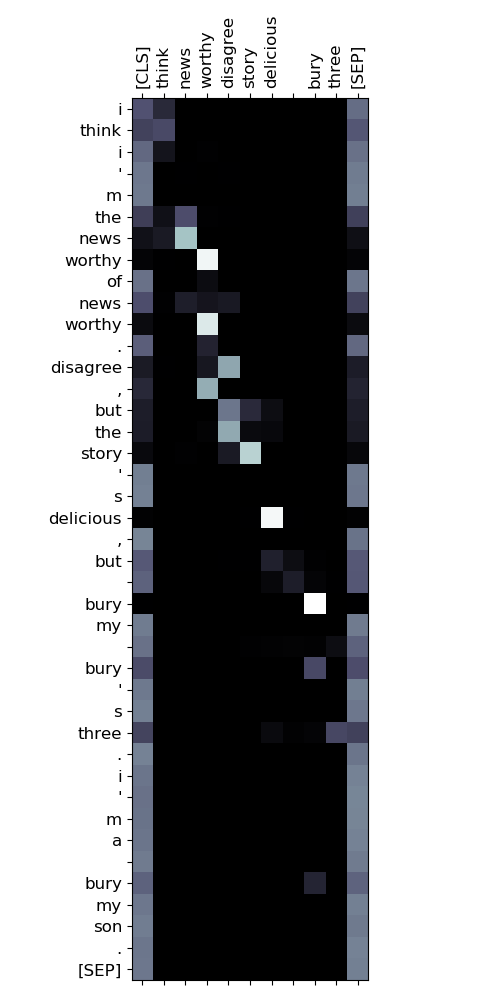 [CLS]
think
news
worthy
disagree
story
delicious
bury
three
[SEP]
i
think
i
'
m
the
news
worthy
of
news
worthy
.
disagree
,
but
the
story
'
s
delicious
,
but
bury
my
bury
'
s
three
.
i
'
m
a
bury
my
son
.
[SEP]